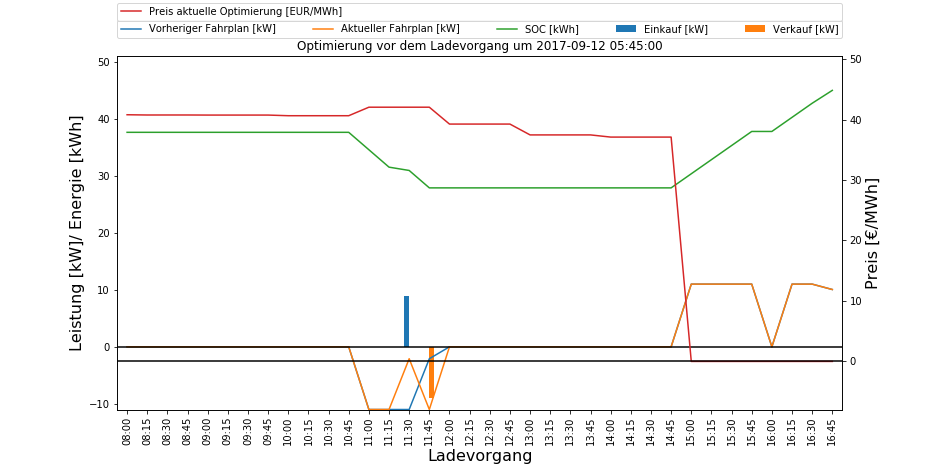 Preis aktuelle Optimierung [EUR/MWh]
Vorheriger Fahrplan [kW] Aktueller Fahrplan [kW] SOC [kWh] Einkauf [kW] Verkauf [kW]
Optimierung vor dem Ladevorgang um 2017-09-12 05:45:00
Leistung [kW]/ Energie [kWh]
50
40
30
20
10
0
−10
50
40
30
20
10
0
Preis [€/MWh]
08:00 08:15 08:30 08:45 09:00 09:15 09:30 09:45 10:00 10:15 10:30 10:45 11:00 11:15 11:30 11:45 12:00 12:15 12:30 12:45 13:00 13:15 13:30 13:45 14:00 14:15 14:30 14:45 15:00 15:15 15:30 15:45 16:00 16:15 16:30 16:45
Ladevorgang